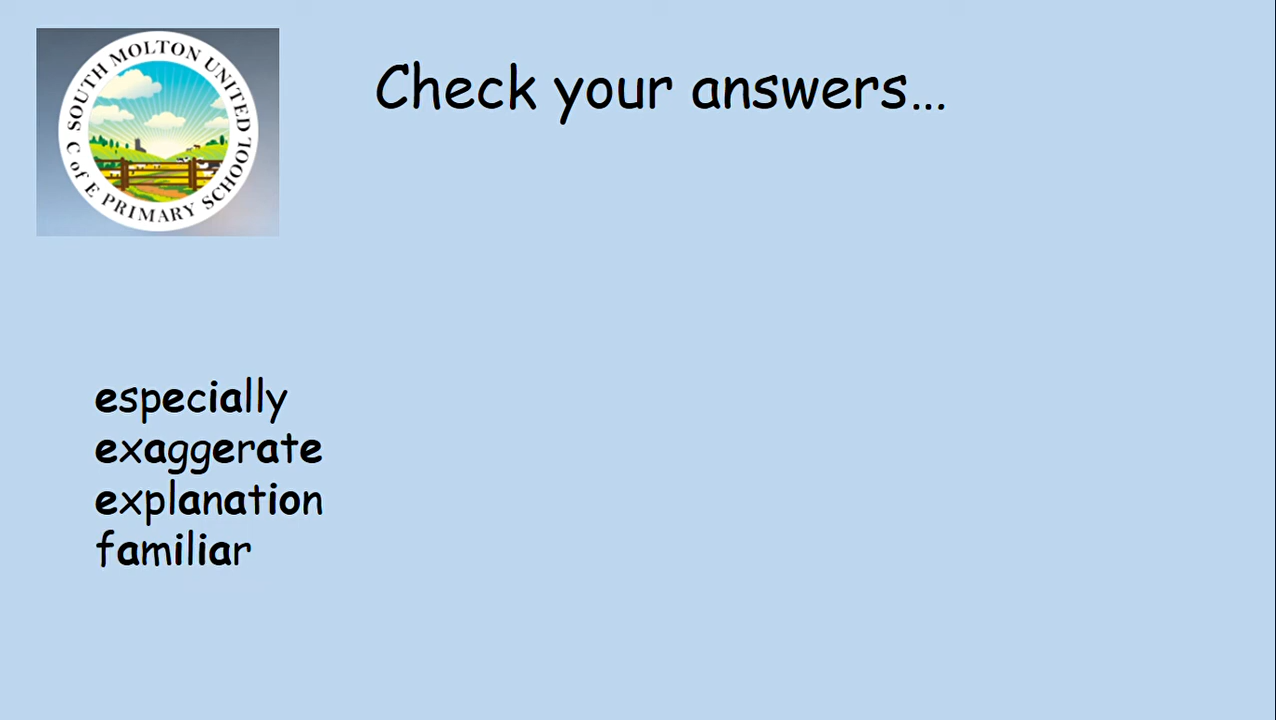 SOUTH MOLTON UNITED
C of E PRIMARY SCHOOL
Check your answers...
especially
exaggerate
explanation
familiar